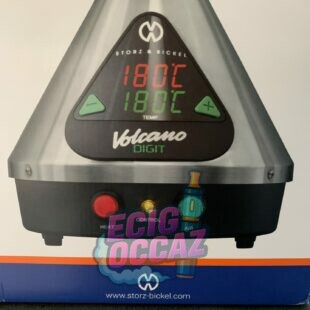 STORZ & BICKEL
180°C
180°C
TEMP
Volcano
DIGIT
ECIG
OCCAZ
www.storz-bickel.com